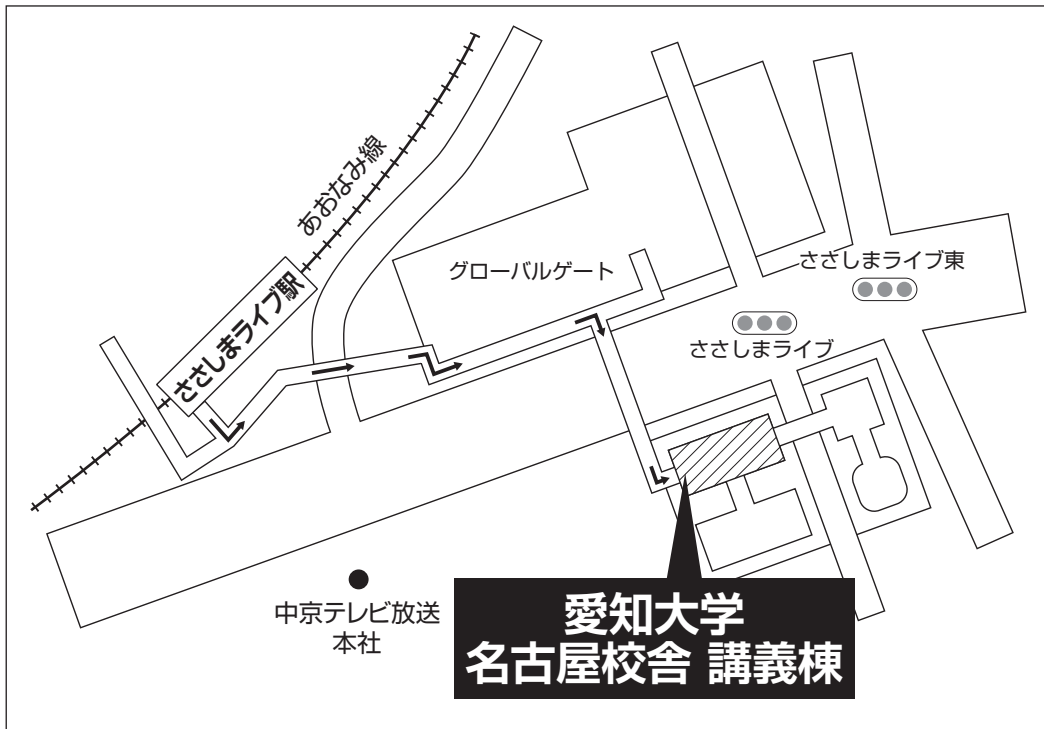 あおなみ線
ささしまライブ駅
グローバルゲート
ささしまライブ東
ささしまライブ
中京テレビ放送
本社
愛知大学
名古屋校舎 講義棟